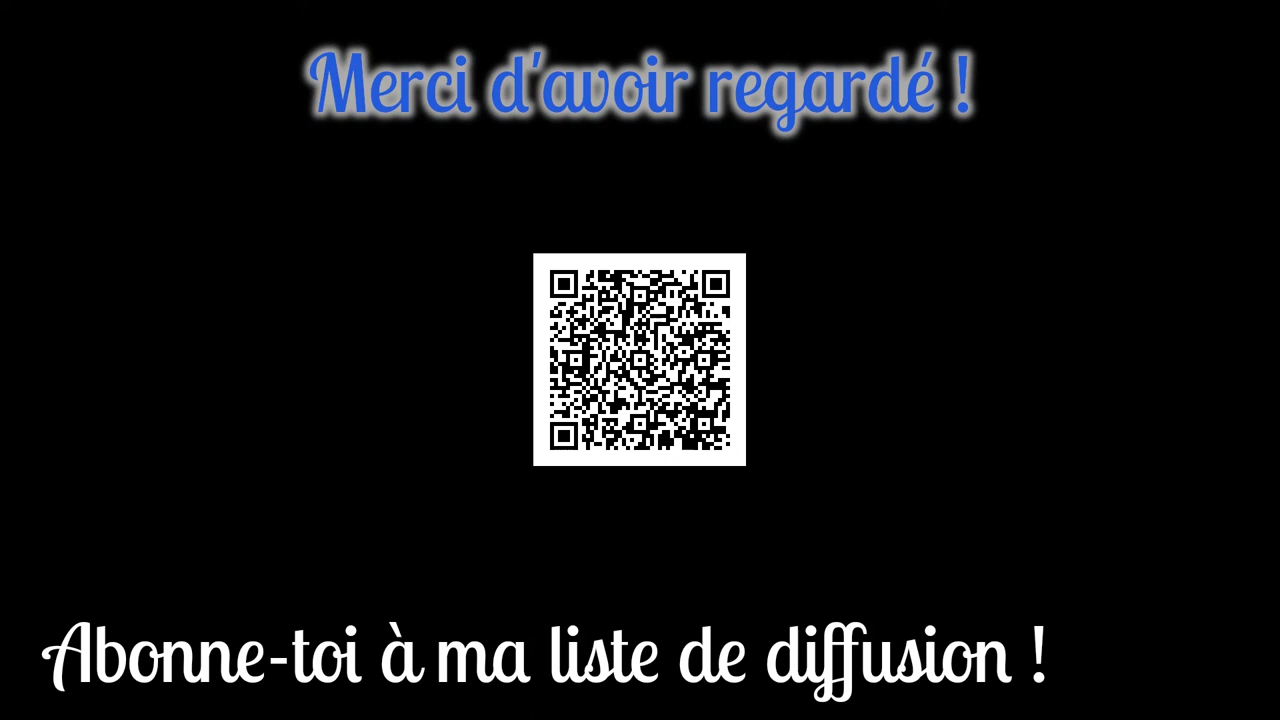 Merci d'avoir regardé !
Abonne-toi à ma liste de diffusion !